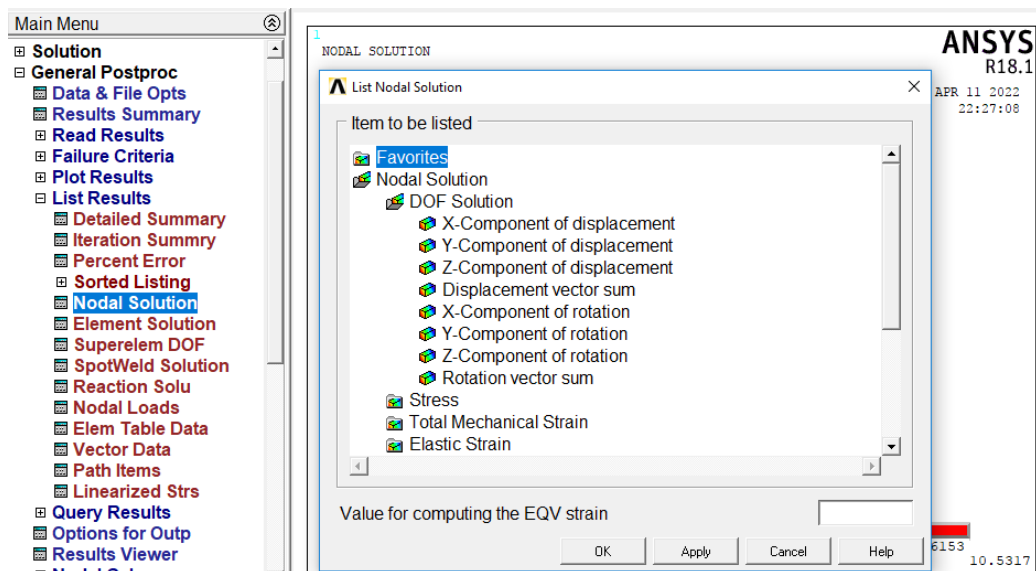 Main Menu
Solution
General Postproc
Data & File Opts
Results Summary
Read Results
Failure Criteria
Plot Results
List Results
Detailed Summary
Iteration Summry
Percent Error
Sorted Listing
Nodal Solution
Element Solution
Superelem DOF
SpotWeld Solution
Reaction Solu
Nodal Loads
Elem Table Data
Vector Data
Path Items
Linearized Strs
Query Results
Options for Outp
Results Viewer
1
NODAL SOLUTION
ANSYS
R18.1
APR 11 2022
22:27:08
List Nodal Solution
Item to be listed
Favorites
Nodal Solution
DOF Solution
X-Component of displacement
Y-Component of displacement
Z-Component of displacement
Displacement vector sum
X-Component of rotation
Y-Component of rotation
Z-Component of rotation
Rotation vector sum
Stress
Total Mechanical Strain
Elastic Strain
Value for computing the EQV strain
OK Apply Cancel Help
6153
10.5317